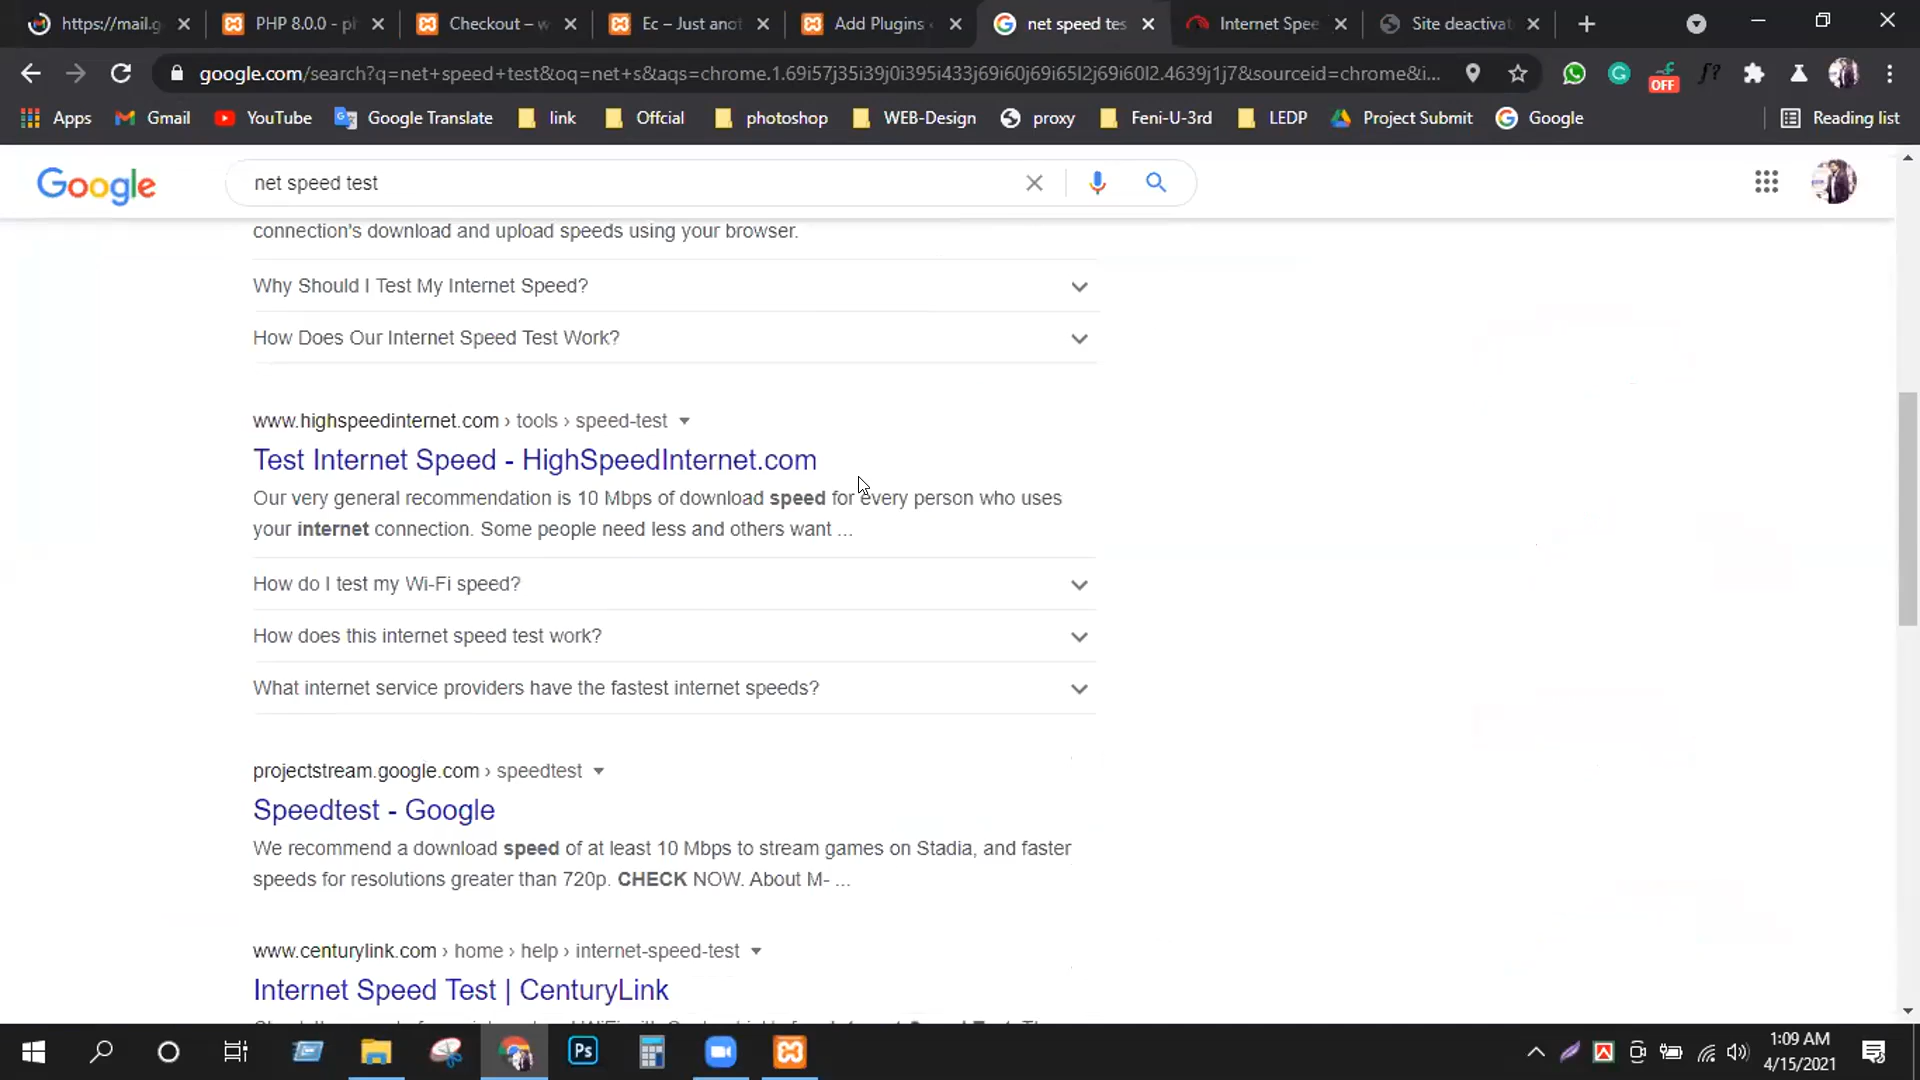 https://mail.g
PHP 8.0.0 - p
Checkout – w
Ec – Just anot
Add Plugins
net speed tes
Internet Spee
Site deactivat
google.com/search?q=net+speed+test&oq=net+s&aqs=chrome.1.69i57j35i39j0i395i433j69i60j69i65l2j69i60l2.4639j1j7&sourceid=chrome&i...
OFF
f?
Apps
Gmail
YouTube
Google Translate
link
Offcial
photoshop
WEB-Design
proxy
Feni-U-3rd
LEDP
Project Submit
Google
Reading list
Google
net speed test
connection's download and upload speeds using your browser.
Why Should I Test My Internet Speed?
How Does Our Internet Speed Test Work?
www.highspeedinternet.com › tools › speed-test
Test Internet Speed - HighSpeedInternet.com
Our very general recommendation is 10 Mbps of download speed for every person who uses
your internet connection. Some people need less and others want ...
How do I test my Wi-Fi speed?
How does this internet speed test work?
What internet service providers have the fastest internet speeds?
projectstream.google.com › speedtest
Speedtest - Google
We recommend a download speed of at least 10 Mbps to stream games on Stadia, and faster
speeds for resolutions greater than 720p. CHECK NOW. About M- ...
www.centurylink.com › home › help › internet-speed-test
Internet Speed Test | CenturyLink
Ps
1:09 AM
4/15/2021